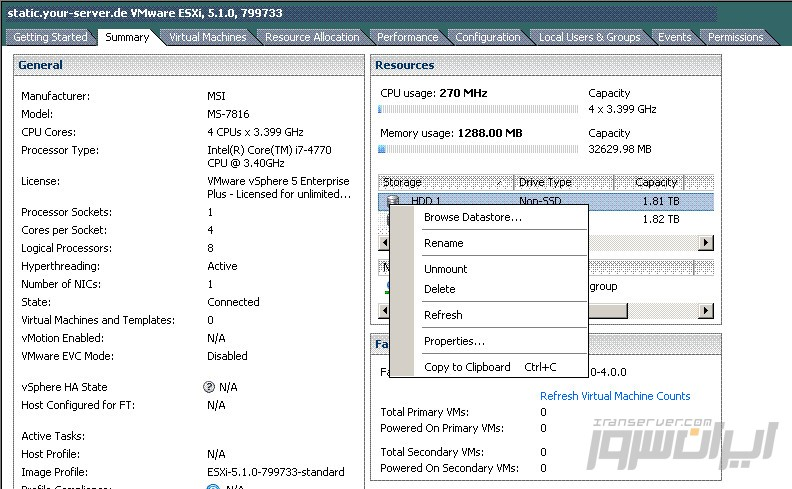 static.your-server.de VMware ESXi, 5.1.0, 799733
Getting Started Summary Virtual Machines Resource Allocation Performance Configuration Local Users & Groups Events Permissions
General
Manufacturer: MSI
Model: MS-7816
CPU Cores: 4 CPUs x 3.399 GHz
Processor Type: Intel(R) Core(TM) i7-4770
CPU @ 3.40GHz
License: VMware vSphere 5 Enterprise
Plus - Licensed for unlimited...
Processor Sockets: 1
Cores per Socket: 4
Logical Processors: 8
Hyperthreading: Active
Number of NICs: 1
State: Connected
Virtual Machines and Templates: 0
vMotion Enabled: N/A
VMware EVC Mode: Disabled
vSphere HA State N/A
Host Configured for FT: N/A
Active Tasks:
Host Profile: N/A
Image Profile: ESXi-5.1.0-799733-standard
Profile Compliance: N/A
Resources
CPU usage: 270 MHz Capacity
4 x 3.399 GHz
Memory usage: 1288.00 MB Capacity
32629.98 MB
Storage Drive Type Capacity
HDD 1 Non-SSD 1.81 TB
1.82 TB
Browse Datastore...
Rename
Unmount
Delete
Refresh
Properties...
Copy to Clipboard Ctrl+C
group
Fa
Fa 0-4.0.0
Refresh Virtual Machine Counts
Total Primary VMs: 0
Powered On Primary VMs: 0
Total Secondary VMs: 0
Powered On Secondary VMs: 0
iranserver.com
ایران سرور